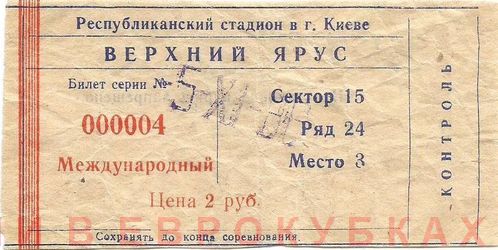 Республиканский стадион в г. Киеве
ВЕРХНИЙ ЯРУС
Билет серии №
000004
Международный
Цена 2 руб.
Сектор 15
Ряд 24
Место 3
КОНТРОЛЬ
В ЕВРОКУБКАХ
Сохранять до конца соревнования.